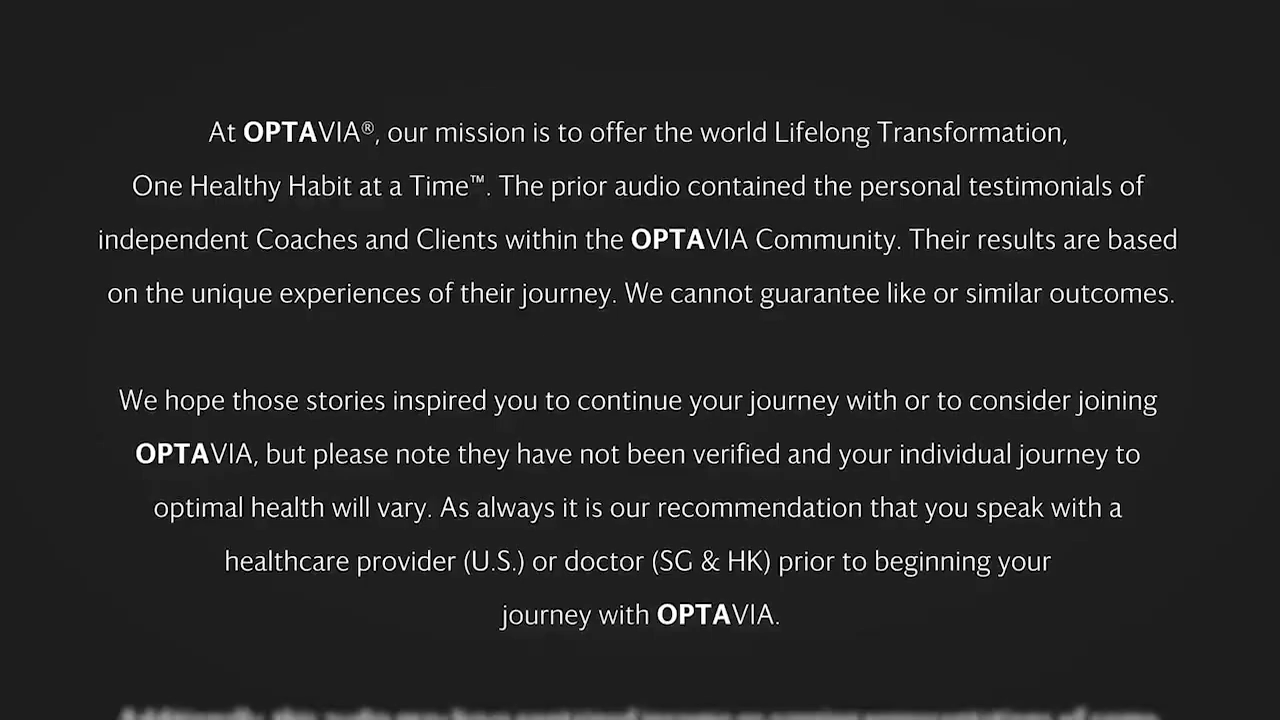 At OPTAVIA®, our mission is to offer the world Lifelong Transformation,
One Healthy Habit at a Time™. The prior audio contained the personal testimonials of
independent Coaches and Clients within the OPTAVIA Community. Their results are based
on the unique experiences of their journey. We cannot guarantee like or similar outcomes.
We hope those stories inspired you to continue your journey with or to consider joining
OPTAVIA, but please note they have not been verified and your individual journey to
optimal health will vary. As always it is our recommendation that you speak with a
healthcare provider (U.S.) or doctor (SG & HK) prior to beginning your
journey with OPTAVIA.